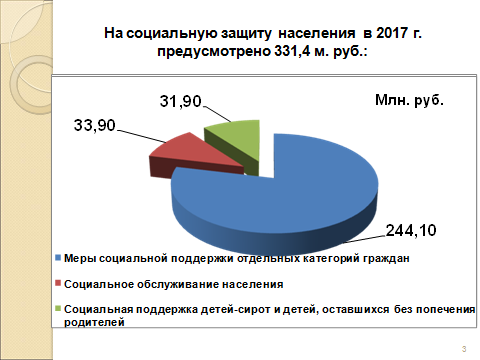 На социальную защиту населения в 2017 г.
предусмотрено 331,4 м. руб.:
Млн. руб.
31,90
33,90
244,10
Меры социальной поддержки отдельных категорий граждан
Социальное обслуживание населения
Социальная поддержка детей-сирот и детей, оставшихся без попечения
родителей
3